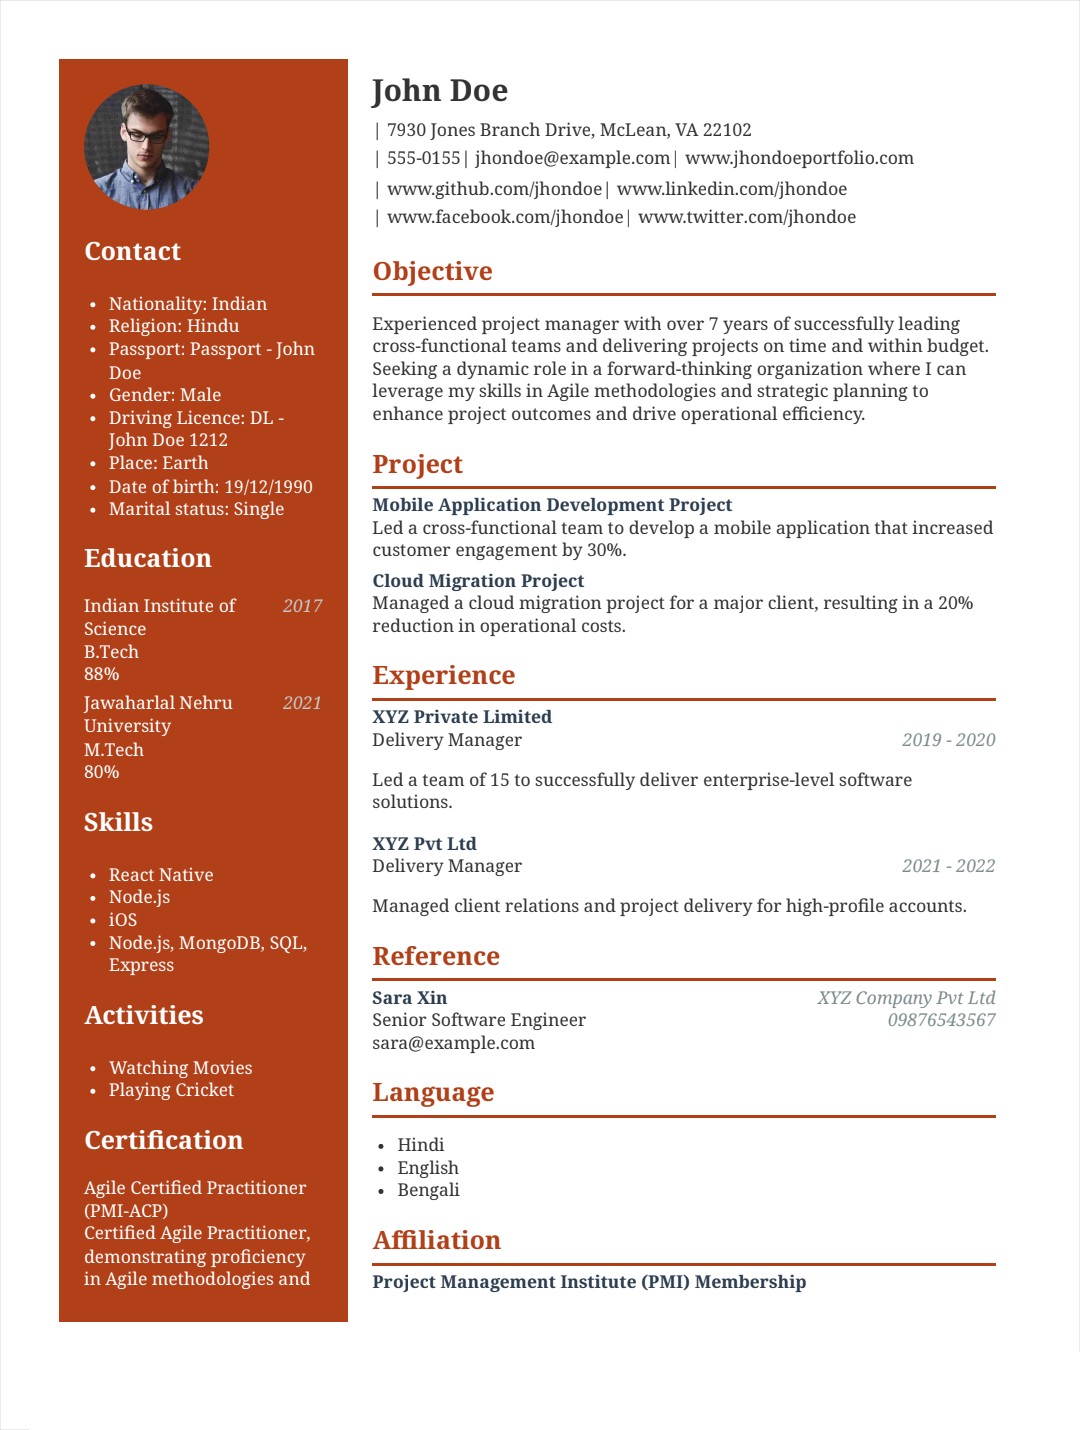 John Doe
| 7930 Jones Branch Drive, McLean, VA 22102
| 555-0155| jhondoe@example.com| www.jhondoeportfolio.com
| www.github.com/jhondoe| www.linkedin.com/jhondoe
| www.facebook.com/jhondoe| www.twitter.com/jhondoe
Contact
• Nationality: Indian
• Religion: Hindu
• Passport: Passport - John
Doe
• Gender: Male
• Driving Licence: DL -
John Doe 1212
• Place: Earth
• Date of birth: 19/12/1990
• Marital status: Single
Education
Indian Institute of 2017
Science
B.Tech
88%
Jawaharlal Nehru 2021
University
M.Tech
80%
Skills
• React Native
• Node.js
• iOS
• Node.js, MongoDB, SQL,
Express
Activities
• Watching Movies
• Playing Cricket
Certification
Agile Certified Practitioner
(PMI-ACP)
Certified Agile Practitioner,
demonstrating proficiency
in Agile methodologies and
Objective
Experienced project manager with over 7 years of successfully leading
cross-functional teams and delivering projects on time and within budget.
Seeking a dynamic role in a forward-thinking organization where I can
leverage my skills in Agile methodologies and strategic planning to
enhance project outcomes and drive operational efficiency.
Project
Mobile Application Development Project
Led a cross-functional team to develop a mobile application that increased
customer engagement by 30%.
Cloud Migration Project
Managed a cloud migration project for a major client, resulting in a 20%
reduction in operational costs.
Experience
XYZ Private Limited
Delivery Manager 2019 - 2020
Led a team of 15 to successfully deliver enterprise-level software
solutions.
XYZ Pvt Ltd
Delivery Manager 2021 - 2022
Managed client relations and project delivery for high-profile accounts.
Reference
Sara Xin XYZ Company Pvt Ltd
Senior Software Engineer 09876543567
sara@example.com
Language
• Hindi
• English
• Bengali
Affiliation
Project Management Institute (PMI) Membership